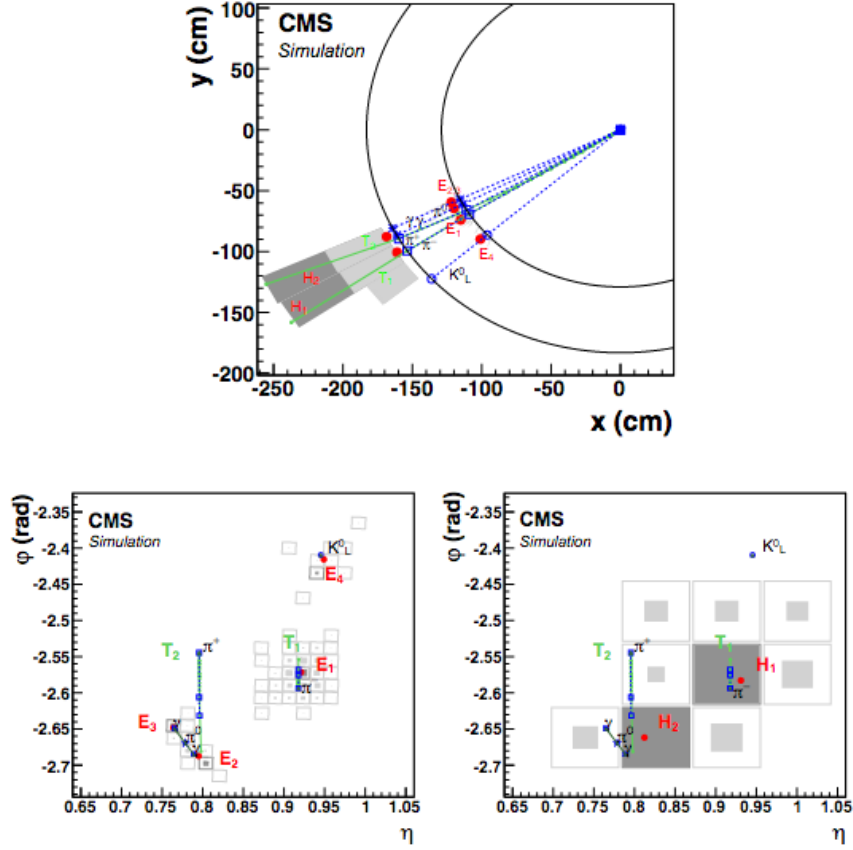 CMS
Simulation
y (cm)
100
50
0
-50
-100
-150
-200
E₁
E₄
K⁰L
T₁
H₂
H₁
-250 -200 -150 -100 -50 0
x (cm)
CMS
Simulation
φ (rad)
-2.35
-2.4
-2.45
-2.5
-2.55
-2.6
-2.65
-2.7
K⁰L
E₄
T₂
π⁺
T₁
E₁
π⁻
E₃
γ
π⁰
γ
E₂
0.65 0.7 0.75 0.8 0.85 0.9 0.95 1 1.05
η
CMS
Simulation
φ (rad)
-2.35
-2.4
-2.45
-2.5
-2.55
-2.6
-2.65
-2.7
K⁰L
T₂
π⁺
T₁
H₁
π⁻
H₂
γ
π⁰
γ
0.65 0.7 0.75 0.8 0.85 0.9 0.95 1 1.05
η